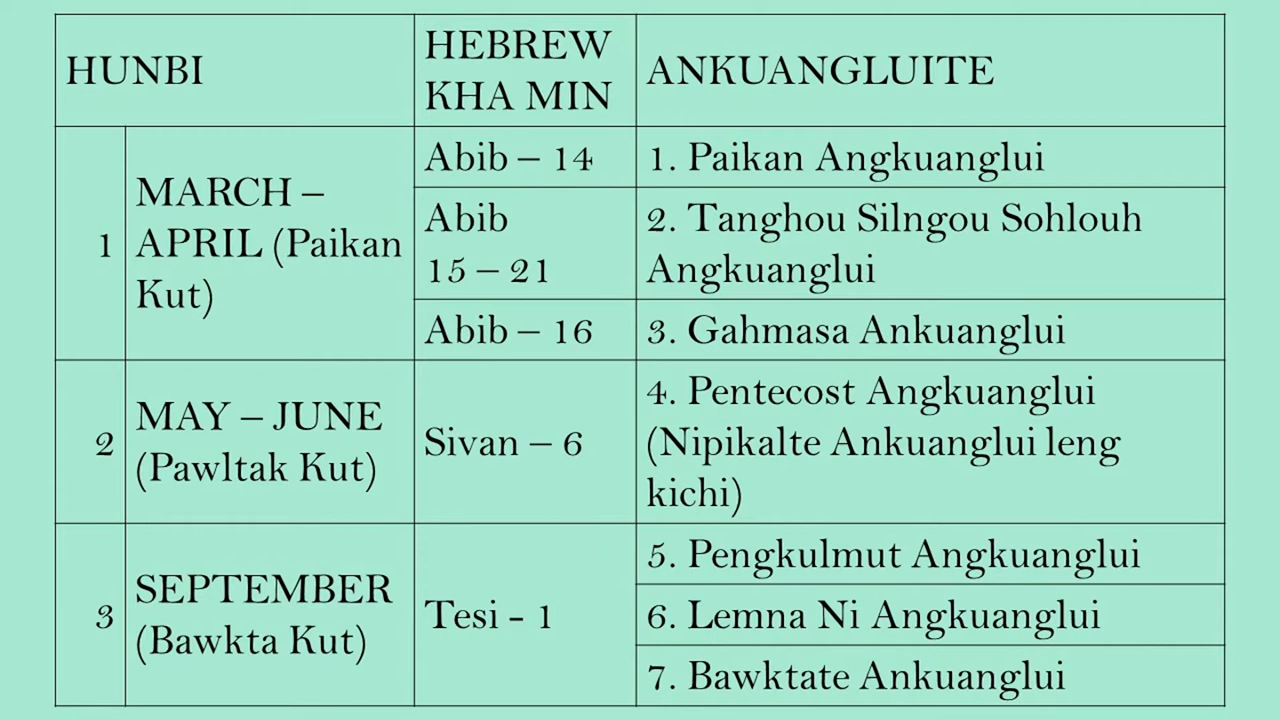 HUNBI
HEBREW
KHA MIN
ANKUANGLUITE
1
MARCH –
APRIL (Paikan
Kut)
Abib – 14
1. Paikan Angkuanglui
Abib
15 – 21
2. Tanghou Silngou Sohlouh
Angkuanglui
Abib – 16
3. Gahmasa Ankuanglui
2
MAY – JUNE
(Pawltak Kut)
Sivan – 6
4. Pentecost Angkuanglui
(Nipikalte Ankuanglui leng
kichi)
3
SEPTEMBER
(Bawkta Kut)
Tesi - 1
5. Pengkulmut Angkuanglui
6. Lemna Ni Angkuanglui
7. Bawktate Ankuanglui